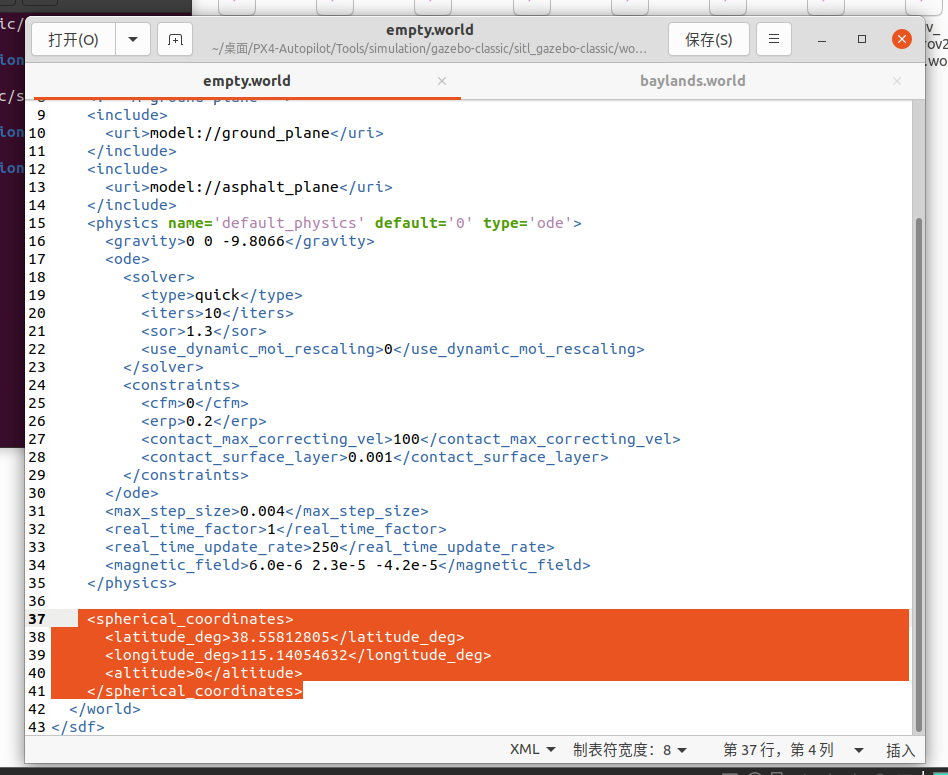 打开(O)
empty.world
~/桌面/PX4-Autopilot/Tools/simulation/gazebo-classic/sitl_gazebo-classic/wo...
保存(S)
empty.world
baylands.world
9 <include>
10 <uri>model://ground_plane</uri>
11 </include>
12 <include>
13 <uri>model://asphalt_plane</uri>
14 </include>
15 <physics name='default_physics' default='0' type='ode'>
16 <gravity>0 0 -9.8066</gravity>
17 <ode>
18 <solver>
19 <type>quick</type>
20 <iters>10</iters>
21 <sor>1.3</sor>
22 <use_dynamic_moi_rescaling>0</use_dynamic_moi_rescaling>
23 </solver>
24 <constraints>
25 <cfm>0</cfm>
26 <erp>0.2</erp>
27 <contact_max_correcting_vel>100</contact_max_correcting_vel>
28 <contact_surface_layer>0.001</contact_surface_layer>
29 </constraints>
30 </ode>
31 <max_step_size>0.004</max_step_size>
32 <real_time_factor>1</real_time_factor>
33 <real_time_update_rate>250</real_time_update_rate>
34 <magnetic_field>6.0e-6 2.3e-5 -4.2e-5</magnetic_field>
35 </physics>
36
37 <spherical_coordinates>
38 <latitude_deg>38.55812805</latitude_deg>
39 <longitude_deg>115.14054632</longitude_deg>
40 <altitude>0</altitude>
41 </spherical_coordinates>
42 </world>
43 </sdf>
XML
制表符宽度：8
第 37 行，第 4 列
插入